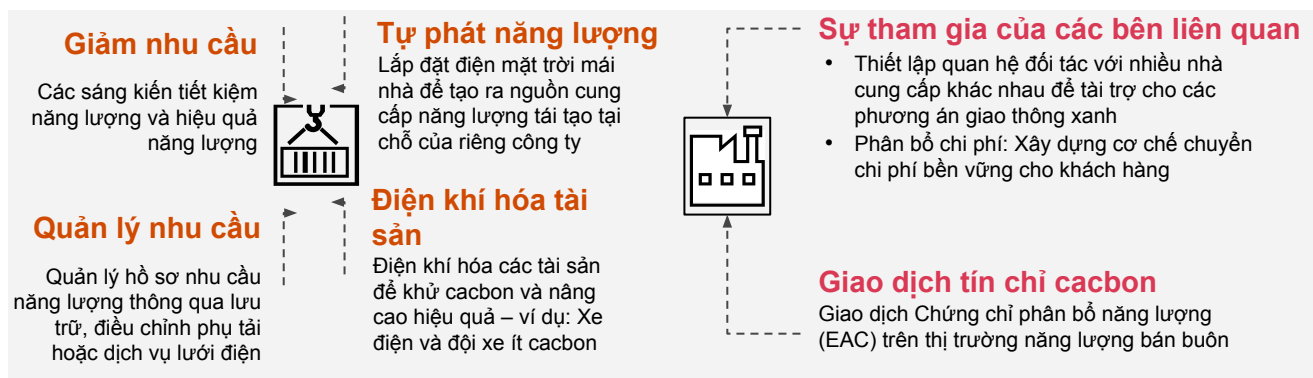 Giảm nhu cầu
Các sáng kiến tiết kiệm
năng lượng và hiệu quả
năng lượng
Quản lý nhu cầu
Quản lý hồ sơ nhu cầu
năng lượng thông qua lưu
trữ, điều chỉnh phụ tải
hoặc dịch vụ lưới điện
Tự phát năng lượng
Lắp đặt điện mặt trời mái
nhà để tạo ra nguồn cung
cấp năng lượng tái tạo tại
chỗ của riêng công ty
Điện khí hóa tài
sản
Điện khí hóa các tài sản
để khử cacbon và nâng
cao hiệu quả – ví dụ: Xe
điện và đội xe ít cacbon
Sự tham gia của các bên liên quan
• Thiết lập quan hệ đối tác với nhiều nhà
cung cấp khác nhau để tài trợ cho các
phương án giao thông xanh
• Phân bổ chi phí: Xây dựng cơ chế chuyển
chi phí bền vững cho khách hàng
Giao dịch tín chỉ cacbon
Giao dịch Chứng chỉ phân bổ năng lượng
(EAC) trên thị trường năng lượng bán buôn